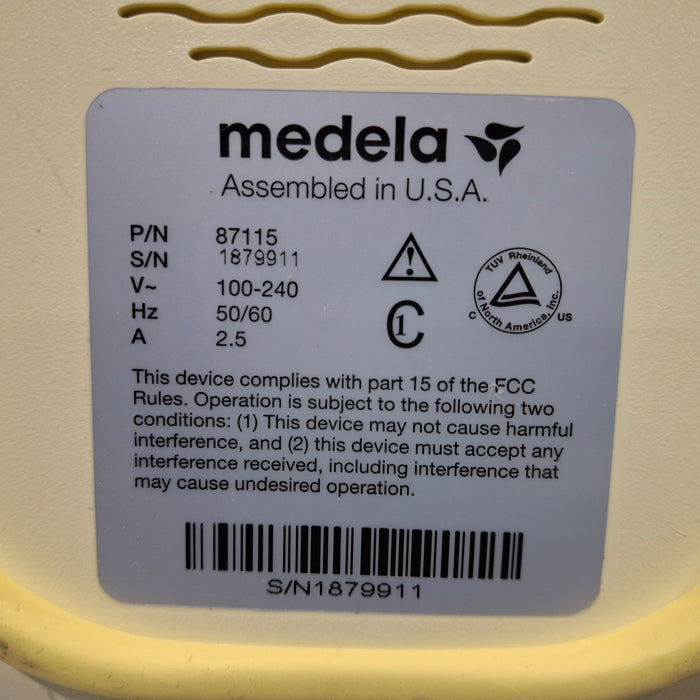 medela
Assembled in U.S.A.
P/N 87115
S/N 1879911
V~ 100-240
Hz 50/60
A 2.5
1
TUV Rheinland
of North America, Inc.
C US
This device complies with part 15 of the FCC
Rules. Operation is subject to the following two
conditions: (1) This device may not cause harmful
interference, and (2) this device must accept any
interference received, including interference that
may cause undesired operation.
S/N1879911